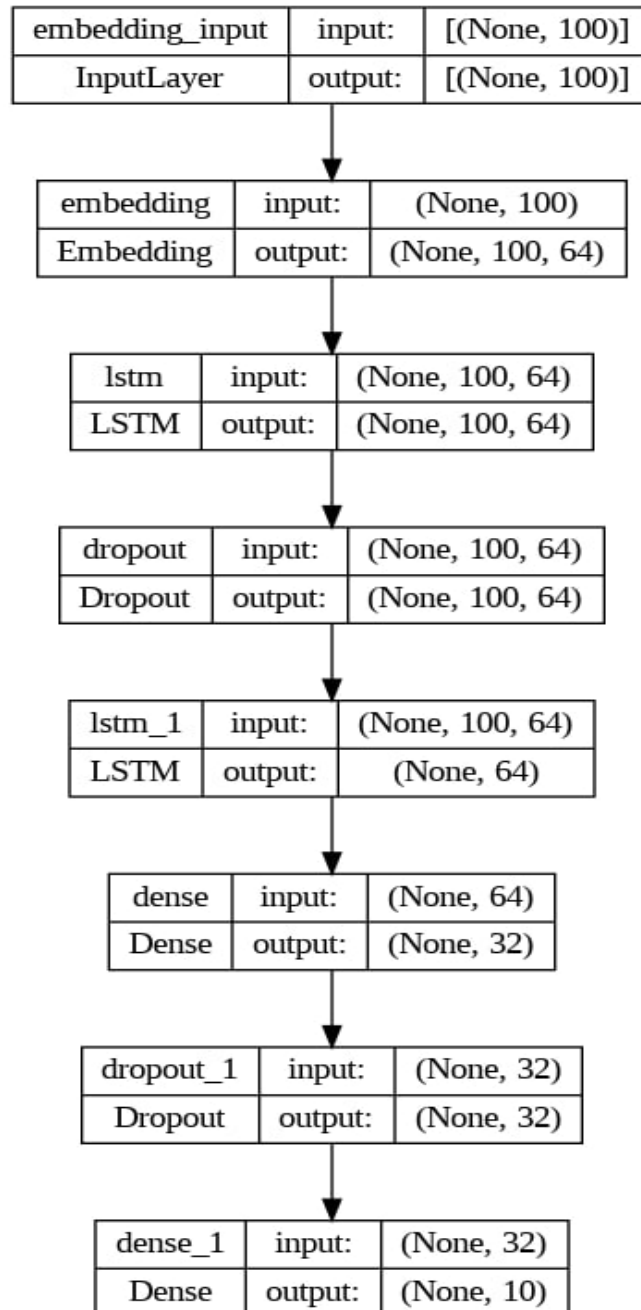 embedding_input input: [(None, 100)]
InputLayer output: [(None, 100)]
embedding input: (None, 100)
Embedding output: (None, 100, 64)
lstm input: (None, 100, 64)
LSTM output: (None, 100, 64)
dropout input: (None, 100, 64)
Dropout output: (None, 100, 64)
lstm_1 input: (None, 100, 64)
LSTM output: (None, 64)
dense input: (None, 64)
Dense output: (None, 32)
dropout_1 input: (None, 32)
Dropout output: (None, 32)
dense_1 input: (None, 32)
Dense output: (None, 10)